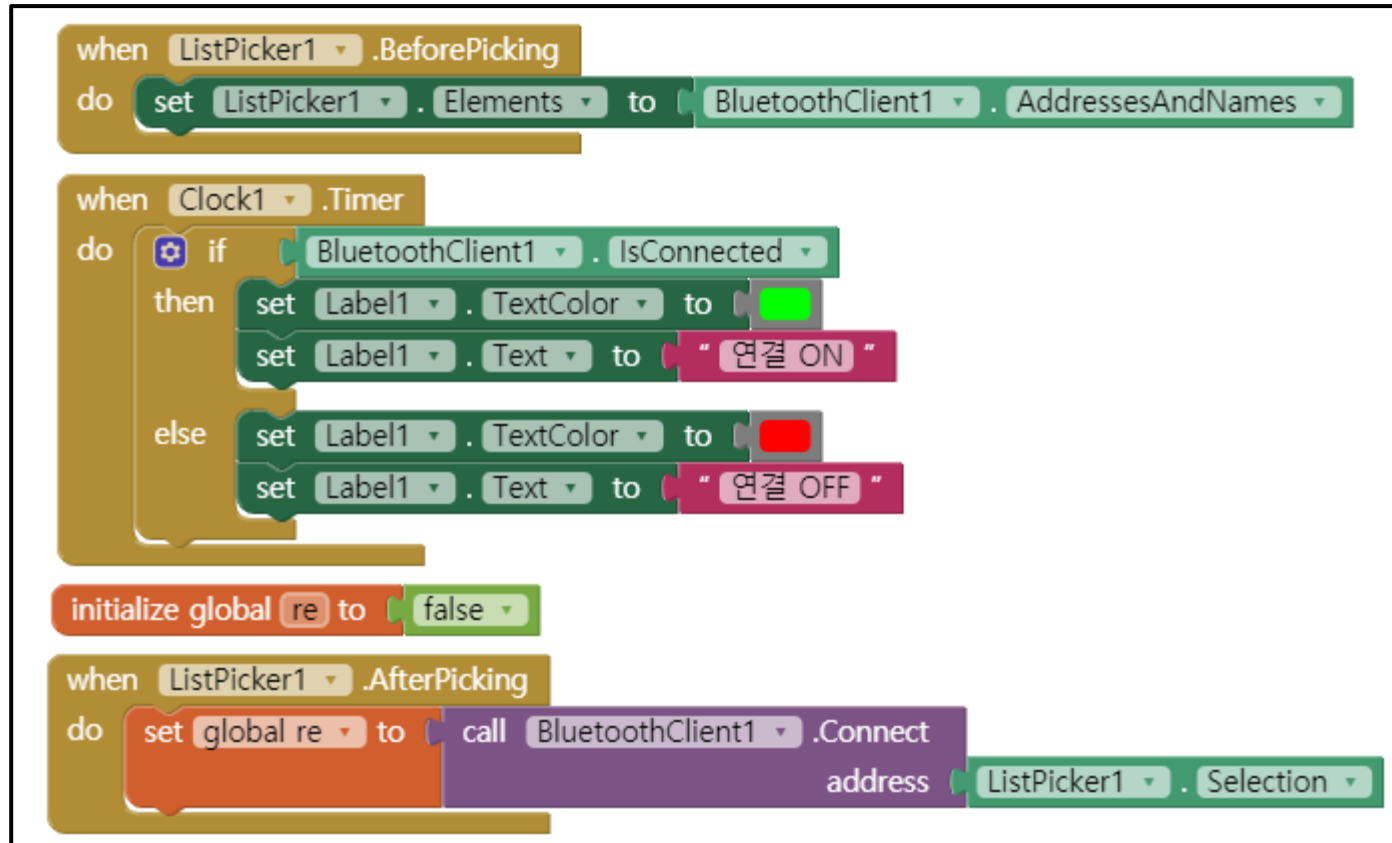 when ListPicker1 .BeforePicking
do set ListPicker1 . Elements to BluetoothClient1 . AddressesAndNames
when Clock1 .Timer
do if BluetoothClient1 . IsConnected
then set Label1 . TextColor to
set Label1 . Text to " 연결 ON "
else set Label1 . TextColor to
set Label1 . Text to " 연결 OFF "
initialize global re to false
when ListPicker1 .AfterPicking
do set global re to call BluetoothClient1 .Connect
address ListPicker1 . Selection